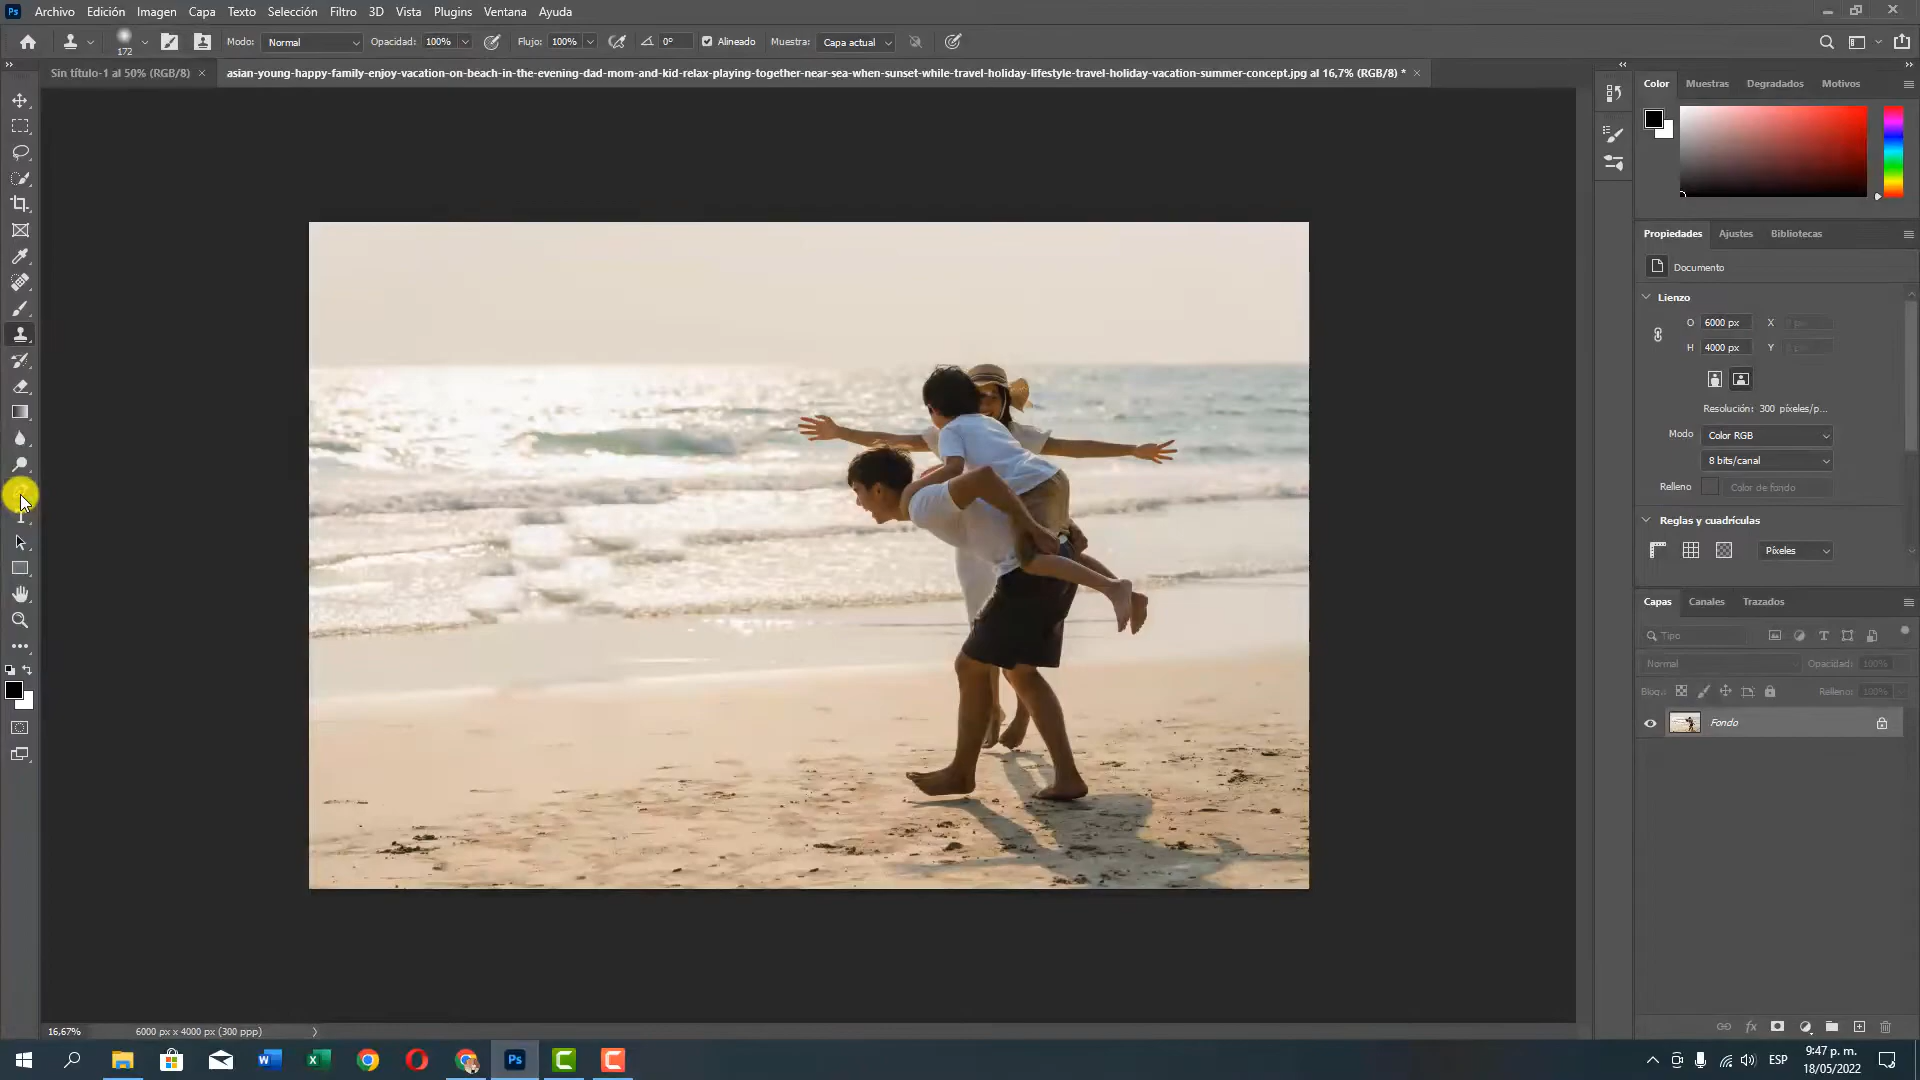 Ps Archivo Edición Imagen Capa Texto Selección Filtro 3D Vista Plugins Ventana Ayuda
172 Modo: Normal Opacidad: 100% Flujo: 100% 0° Alineado Muestra: Capa actual
Sin título-1 al 50% (RGB/8) × asian-young-happy-family-enjoy-vacation-on-beach-in-the-evening-dad-mom-and-kid-relax-playing-together-near-sea-when-sunset-while-travel-holiday-lifestyle-travel-holiday-vacation-summer-concept.jpg al 16,7% (RGB/8) * ×
Color Muestras Degradados Motivos
Propiedades Ajustes Bibliotecas
Documento
Lienzo
O 6000 px X 0 px
H 4000 px Y
Resolución: 300 píxeles/p...
Modo Color RGB
8 bits/canal
Relleno Color de fondo
Reglas y cuadrículas
Píxeles
Capas Canales Trazados
Tipo
Normal Opacidad: 100%
Bloq.: Relleno: 100%
Fondo
16,67% 6000 px x 4000 px (300 ppp)
Ps ESP 9:47 p. m.
18/05/2022